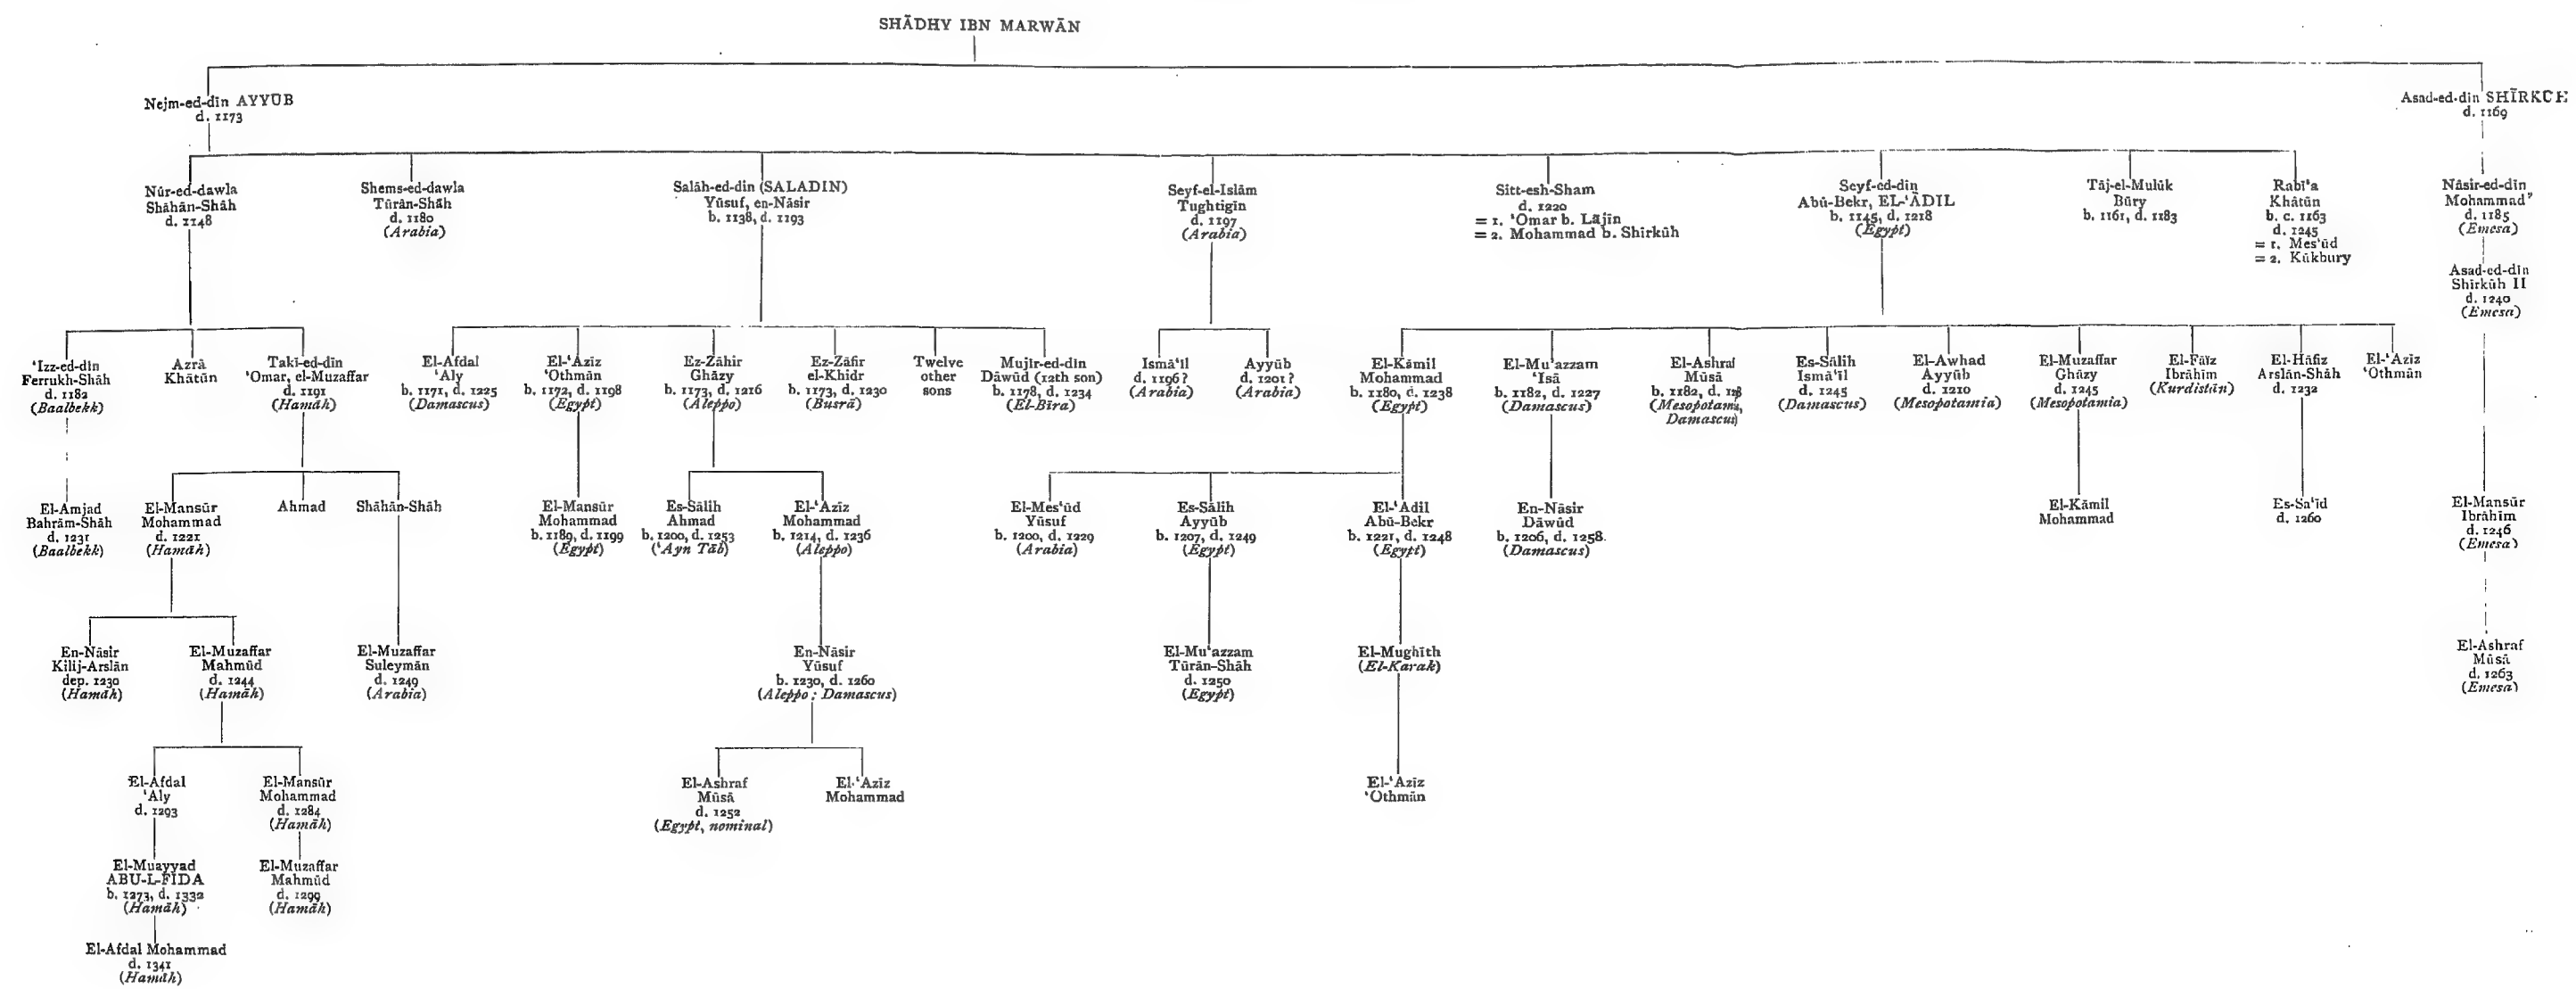 SHĀDHY IBN MARWĀN
Nejm-ed-dīn AYYŪB
d. 1173
Asad-ed-din SHĪRKŪH
d. 1169
Nūr-ed-dawla
Shāhān-Shāh
d. 1148
Shems-ed-dawla
Tūrān-Shāh
d. 1180
(Arabia)
Salāh-ed-din (SALADIN)
Yūsuf, en-Nāsir
b. 1138, d. 1193
Seyf-el-Islām
Tughtigin
d. 1197
(Arabia)
Sitt-esh-Sham
d. 1220
= 1. ‘Omar b. Lājīn
= 2. Mohammad b. Shīrkūh
Seyf-ed-din
Abū-Bekr, EL-‘ĀDIL
b. 1145, d. 1218
(Egypt)
Tāj-el-Mulūk
Būry
b. 1161, d. 1183
Rabī‘a
Khātūn
b. c. 1163
d. 1245
= 1. Mes‘ūd
= 2. Kūkbury
Nāsir-ed-dīn
Mohammad
d. 1185
(Emesa)
Asad-ed-dīn
Shīrkūh II
d. 1240
(Emesa)
‘Izz-ed-dīn
Ferrukh-Shāh
d. 1182
(Baalbekk)
Azrā
Khātūn
Takī-ed-dīn
‘Omar, el-Muzaffar
d. 1191
(Hamāh)
El-Afdal
‘Aly
b. 1171, d. 1225
(Damascus)
El-‘Azīz
‘Othmān
b. 1172, d. 1198
(Egypt)
Ez-Zāhir
Ghāzy
b. 1173, d. 1216
(Aleppo)
Ez-Zāfir
el-Khidr
b. 1173, d. 1230
(Busrā)
Twelve
other
sons
Mujīr-ed-dīn
Dāwūd (12th son)
b. 1178, d. 1234
(El-Bīra)
Ismā‘īl
d. 1196?
(Arabia)
Ayyūb
d. 1201?
(Arabia)
El-Kāmil
Mohammad
b. 1180, d. 1238
(Egypt)
El-Mu‘azzam
‘Isā
b. 1182, d. 1227
(Damascus)
El-Ashraf
Mūsā
b. 1182, d.
(Mesopotamia,
Damascus)
Es-Sālih
Ismā‘īl
d. 1245
(Damascus)
El-Awhad
Ayyūb
d. 1210
(Mesopotamia)
El-Muzaffar
Ghāzy
d. 1245
(Mesopotamia)
El-Fāïz
Ibrāhīm
(Kurdistān)
El-Hāfiz
Arslān-Shāh
d. 1232
El-‘Azīz
‘Othmān
El-Amjad
Bahrām-Shāh
d. 1231
(Baalbekk)
El-Mansūr
Mohammad
d. 1221
(Hamāh)
Ahmad
Shāhān-Shāh
El-Mansūr
Mohammad
b. 1189, d. 1199
(Egypt)
Es-Sālih
Ahmad
b. 1200, d. 1253
(‘Ayn Tāb)
El-‘Azīz
Mohammad
b. 1214, d. 1236
(Aleppo)
El-Mes‘ūd
Yūsuf
b. 1200, d. 1229
(Arabia)
Es-Sālih
Ayyūb
b. 1207, d. 1249
(Egypt)
El-‘Adil
Abū-Bekr
b. 1221, d. 1248
(Egypt)
En-Nāsir
Dāwūd
b. 1206, d. 1258.
(Damascus)
El-Kāmil
Mohammad
Es-Sa‘īd
d. 1260
El-Mansūr
Ibrāhīm
d. 1246
(Emesa)
En-Nāsir
Kilij-Arslān
dep. 1230
(Hamāh)
El-Muzaffar
Mahmūd
d. 1244
(Hamāh)
El-Muzaffar
Suleymān
d. 1249
(Arabia)
En-Nāsir
Yūsuf
b. 1230, d. 1260
(Aleppo; Damascus)
El-Mu‘azzam
Tūrān-Shāh
d. 1250
(Egypt)
El-Mughīth
(El-Karak)
El-Ashraf
Mūsā
d. 1263
(Emesa)
El-Afdal
‘Aly
d. 1293
El-Mansūr
Mohammad
d. 1284
(Hamāh)
El-Ashraf
Mūsā
d. 1252
(Egypt, nominal)
El-‘Azīz
Mohammad
El-‘Azīz
‘Othmān
El-Muayyad
ABU-L-FIDA
b. 1273, d. 1332
(Hamāh)
El-Muzaffar
Mahmūd
d. 1299
(Hamāh)
El-Afdal Mohammad
d. 1341
(Hamāh)